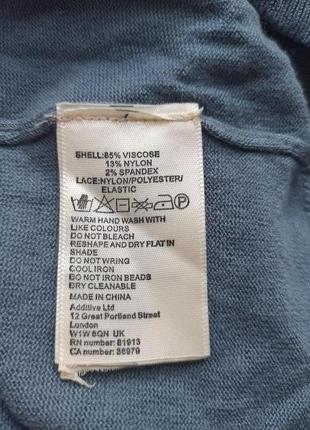 SHELL:85% VISCOSE
13% NYLON
2% SPANDEX
LACE:NYLON/POLYESTER/
ELASTIC
WARM HAND WASH WITH
LIKE COLOURS
DO NOT BLEACH
RESHAPE AND DRY FLAT IN
SHADE
DO NOT WRING
COOL IRON
DO NOT IRON BEADS
DRY CLEANABLE
MADE IN CHINA
Additive Ltd
12 Great Portland Street
London
W1W 8QN UK
RN number: 81913
CA number: 36979